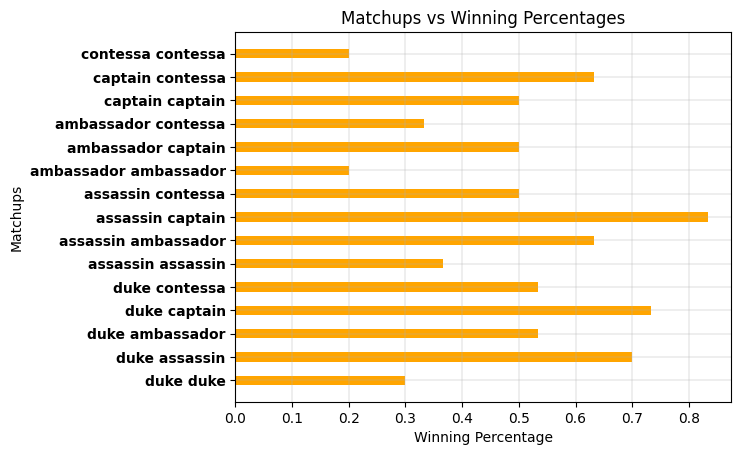 Matchups vs Winning Percentages
contessa contessa
captain contessa
captain captain
ambassador contessa
ambassador captain
ambassador ambassador
assassin contessa
assassin captain
assassin ambassador
assassin assassin
duke contessa
duke captain
duke ambassador
duke assassin
duke duke
Matchups
0.0 0.1 0.2 0.3 0.4 0.5 0.6 0.7 0.8
Winning Percentage